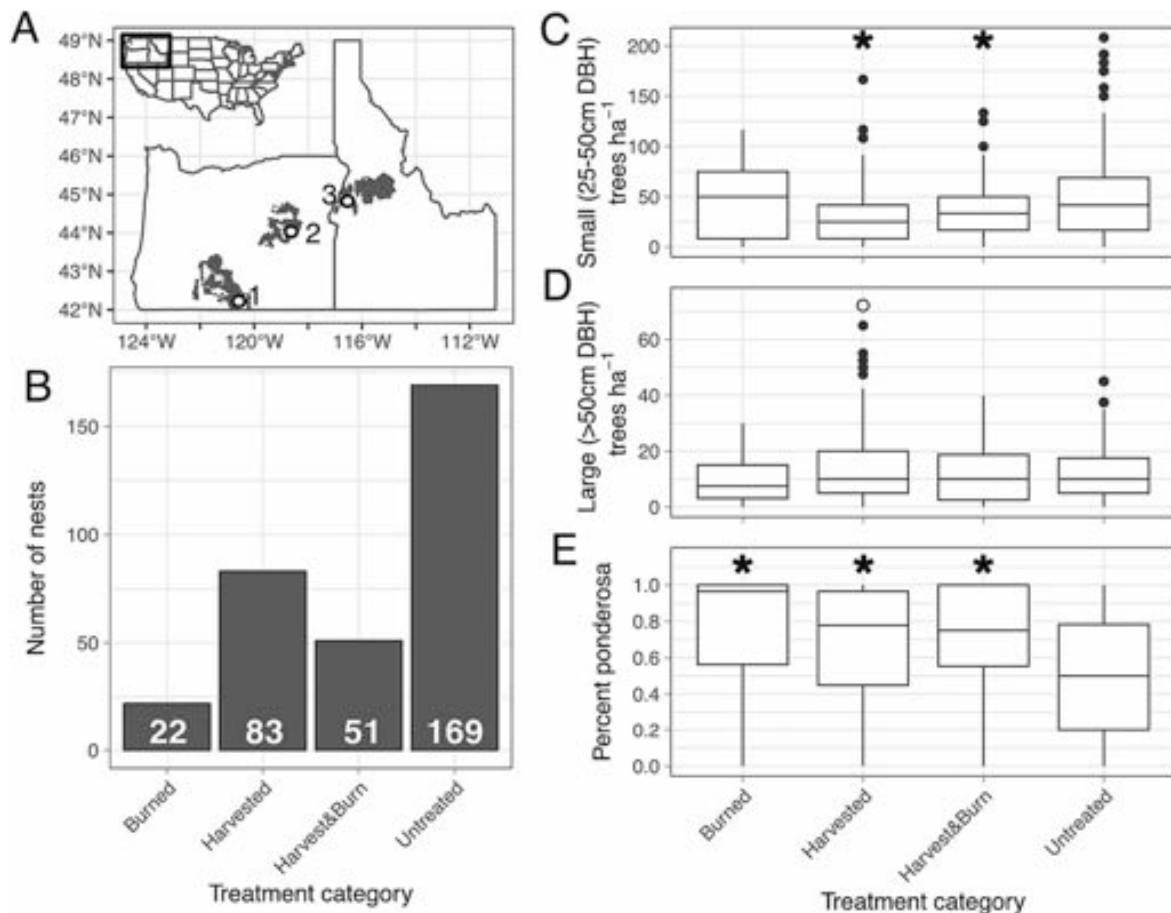 A
49°N
48°N
47°N
46°N
45°N
44°N
43°N
42°N
3
2
1
124°W 120°W 116°W 112°W
B
Number of nests
150
100
50
0
22 83 51 169
Burned Harvested Harvest&Burn Untreated
Treatment category
C
Small (25-50cm DBH)
trees ha⁻¹
200
150
100
50
0
D
Large (>50cm DBH)
trees ha⁻¹
60
40
20
0
E
Percent ponderosa
1.0
0.8
0.6
0.4
0.2
0.0
Burned Harvested Harvest&Burn Untreated
Treatment category